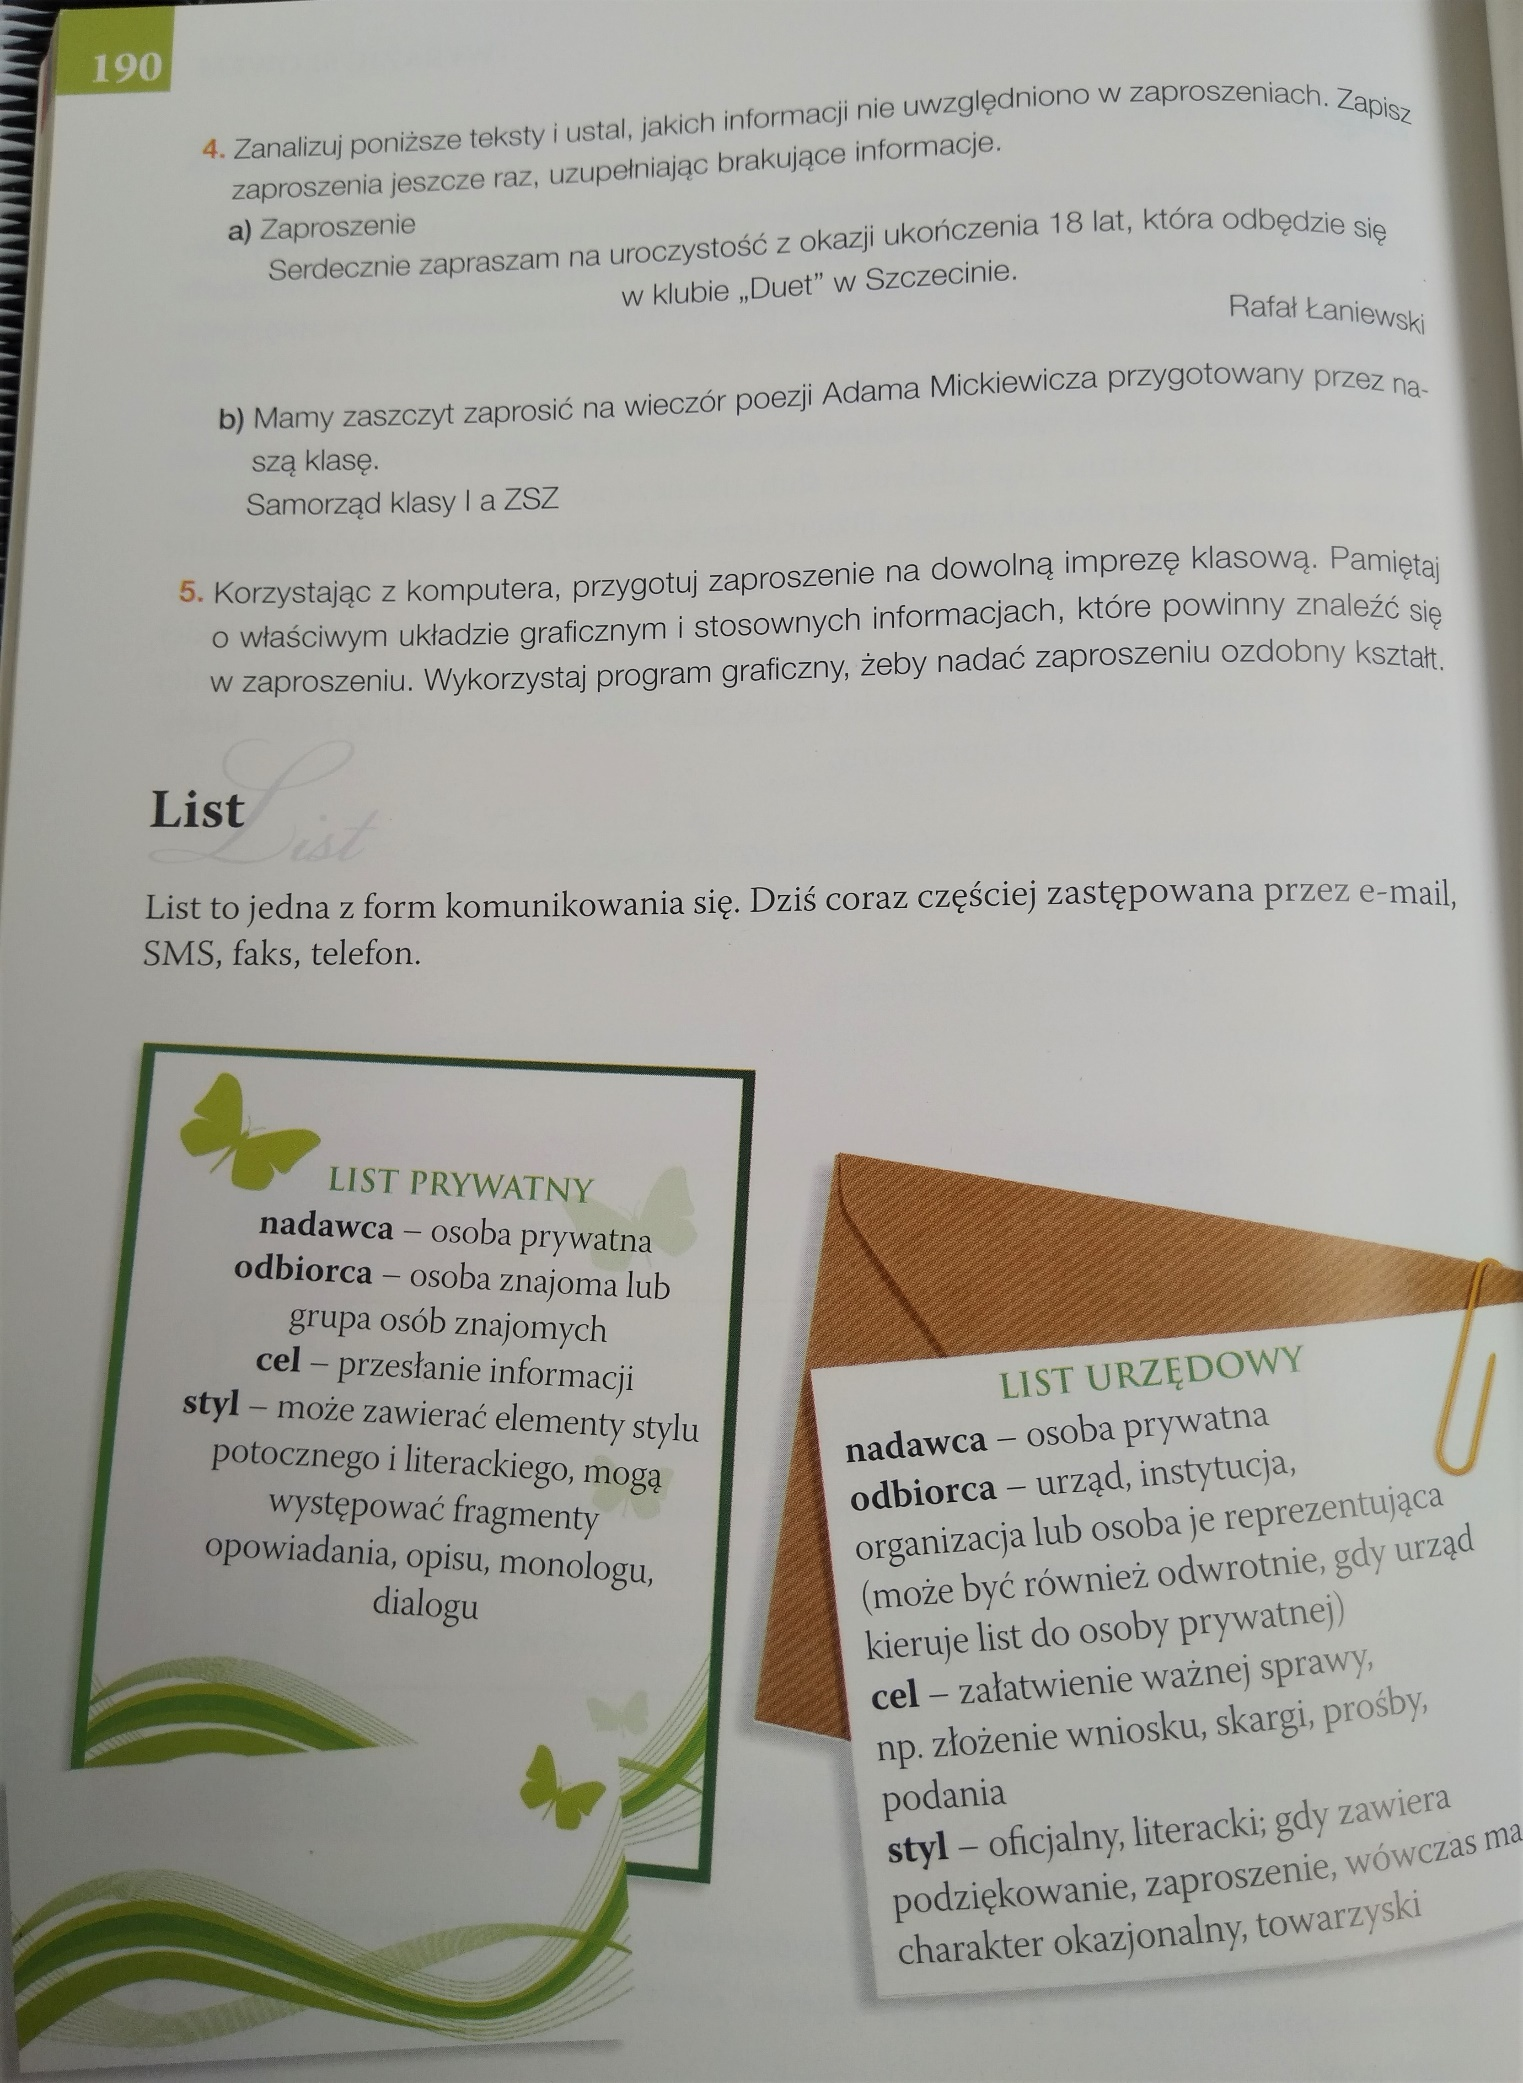 190
4. Zanalizuj poniższe teksty i ustal, jakich informacji nie uwzględniono w zaproszeniach. Zapisz
zaproszenia jeszcze raz, uzupełniając brakujące informacje.
a) Zaproszenie
Serdecznie zapraszam na uroczystość z okazji ukończenia 18 lat, która odbędzie się
w klubie „Duet” w Szczecinie.
Rafał Łaniewski
b) Mamy zaszczyt zaprosić na wieczór poezji Adama Mickiewicza przygotowany przez na-
szą klasę.
Samorząd klasy I a ZSZ
5. Korzystając z komputera, przygotuj zaproszenie na dowolną imprezę klasową. Pamiętaj
o właściwym układzie graficznym i stosownych informacjach, które powinny znaleźć się
w zaproszeniu. Wykorzystaj program graficzny, żeby nadać zaproszeniu ozdobny kształt.
List
List
List to jedna z form komunikowania się. Dziś coraz częściej zastępowana przez e-mail,
SMS, faks, telefon.
LIST PRYWATNY
nadawca – osoba prywatna
odbiorca – osoba znajoma lub
grupa osób znajomych
cel – przesłanie informacji
styl – może zawierać elementy stylu
potocznego i literackiego, mogą
występować fragmenty
opowiadania, opisu, monologu,
dialogu
LIST URZĘDOWY
nadawca – osoba prywatna
odbiorca – urząd, instytucja,
organizacja lub osoba je reprezentująca
(może być również odwrotnie, gdy urząd
kieruje list do osoby prywatnej)
cel – załatwienie ważnej sprawy,
np. złożenie wniosku, skargi, prośby,
podania
styl – oficjalny, literacki; gdy zawiera
podziękowanie, zaproszenie, wówczas ma
charakter okazjonalny, towarzyski